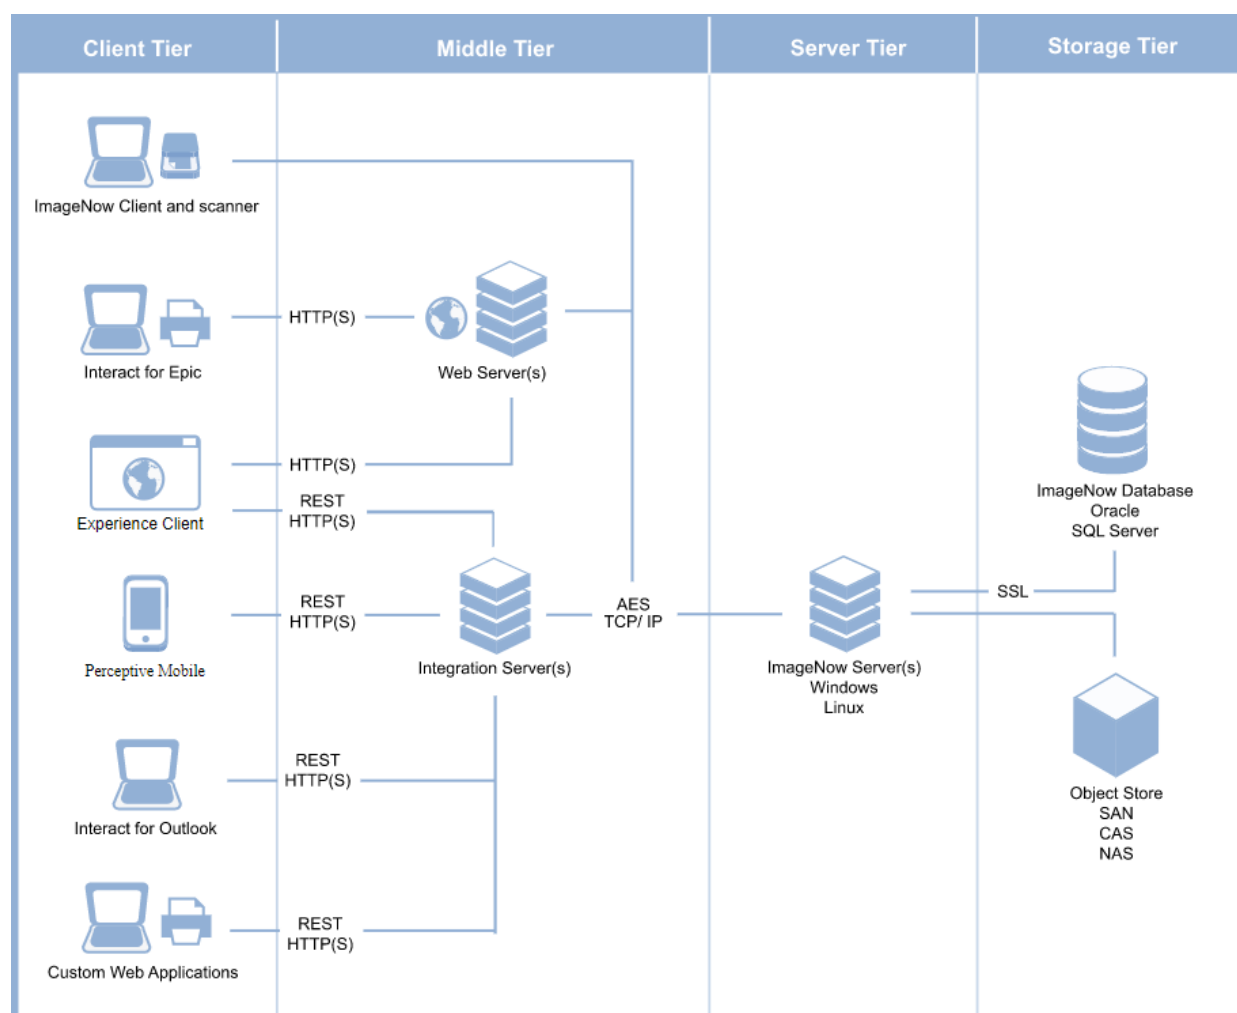 Client Tier
Middle Tier
Server Tier
Storage Tier
ImageNow Client and scanner
HTTP(S)
Interact for Epic
Web Server(s)
HTTP(S)
REST
HTTP(S)
Experience Client
ImageNow Database
Oracle
SQL Server
REST
HTTP(S)
AES
TCP/ IP
SSL
Perceptive Mobile
Integration Server(s)
ImageNow Server(s)
Windows
Linux
REST
HTTP(S)
Interact for Outlook
Object Store
SAN
CAS
NAS
REST
HTTP(S)
Custom Web Applications